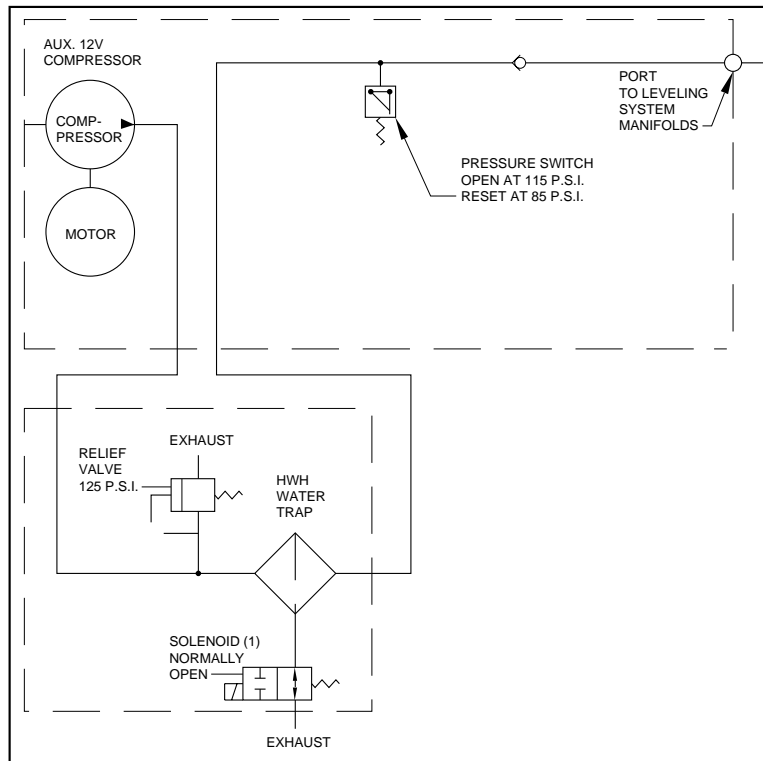 AUX. 12V
COMPRESSOR
COMP-
PRESSOR
MOTOR
PORT
TO LEVELING
SYSTEM
MANIFOLDS
PRESSURE SWITCH
OPEN AT 115 P.S.I.
RESET AT 85 P.S.I.
EXHAUST
RELIEF
VALVE
125 P.S.I.
HWH
WATER
TRAP
SOLENOID (1)
NORMALLY
OPEN
EXHAUST